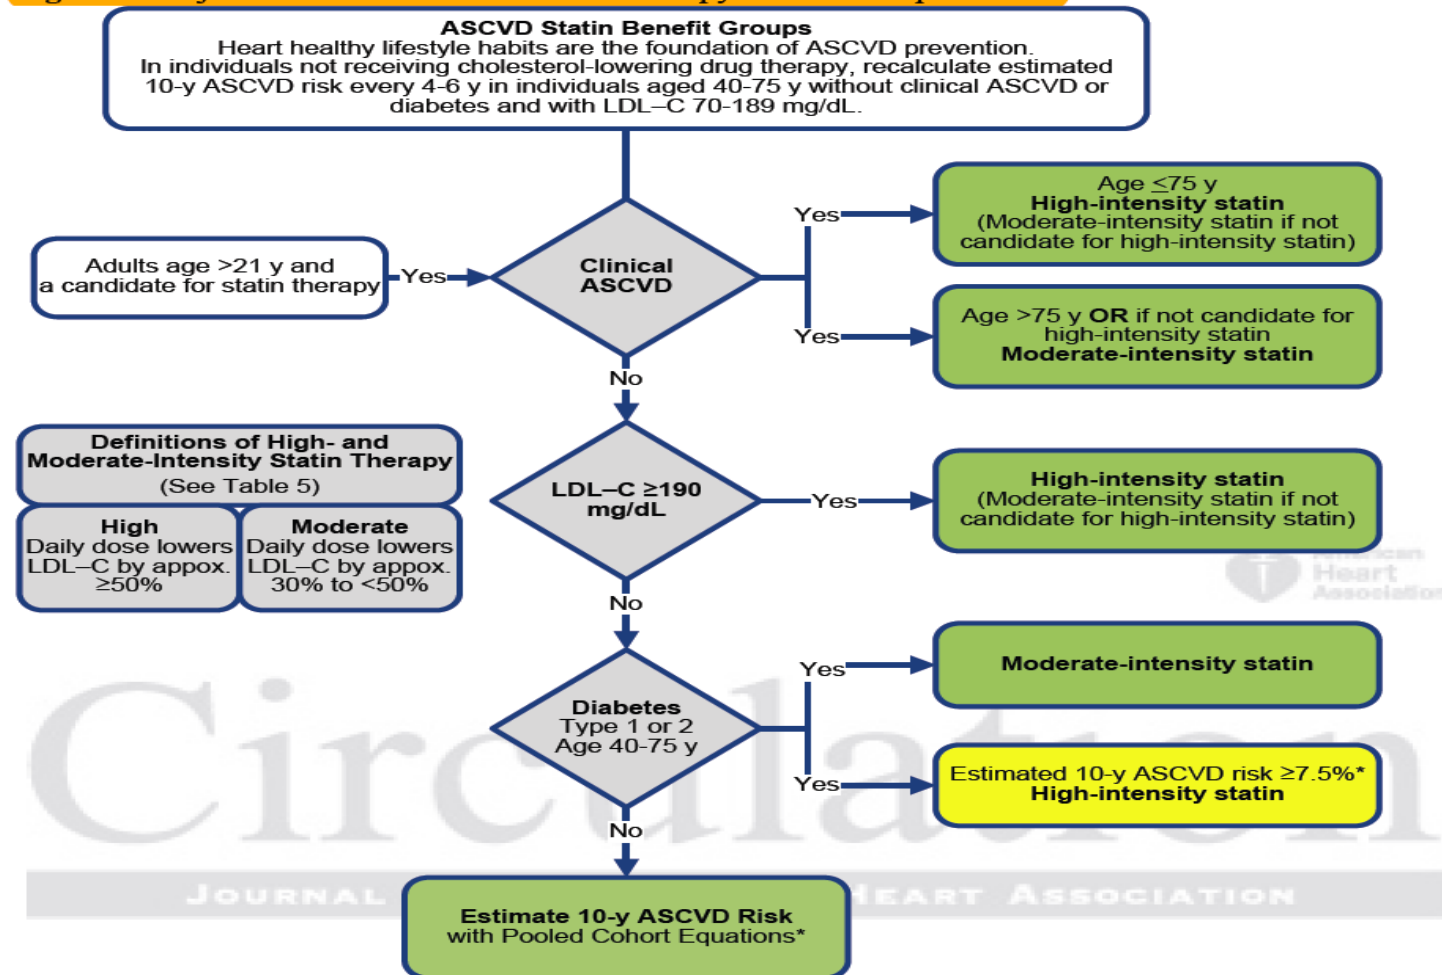 ASCVD Statin Benefit Groups
Heart healthy lifestyle habits are the foundation of ASCVD prevention.
In individuals not receiving cholesterol-lowering drug therapy, recalculate estimated
10-y ASCVD risk every 4-6 y in individuals aged 40-75 y without clinical ASCVD or
diabetes and with LDL–C 70-189 mg/dL.
Adults age >21 y and
a candidate for statin therapy
Yes
Clinical
ASCVD
Yes
Age ≤75 y
High-intensity statin
(Moderate-intensity statin if not
candidate for high-intensity statin)
Yes
Age >75 y OR if not candidate for
high-intensity statin
Moderate-intensity statin
No
Definitions of High- and
Moderate-Intensity Statin Therapy
(See Table 5)
High
Daily dose lowers
LDL–C by appox.
≥50%
Moderate
Daily dose lowers
LDL–C by appox.
30% to <50%
LDL–C ≥190
mg/dL
Yes
High-intensity statin
(Moderate-intensity statin if not
candidate for high-intensity statin)
American
Heart
Association
No
Diabetes
Type 1 or 2
Age 40-75 y
Yes
Moderate-intensity statin
Yes
Estimated 10-y ASCVD risk ≥7.5%*
High-intensity statin
No
Circulation
JOURNAL HEART ASSOCIATION
Estimate 10-y ASCVD Risk
with Pooled Cohort Equations*